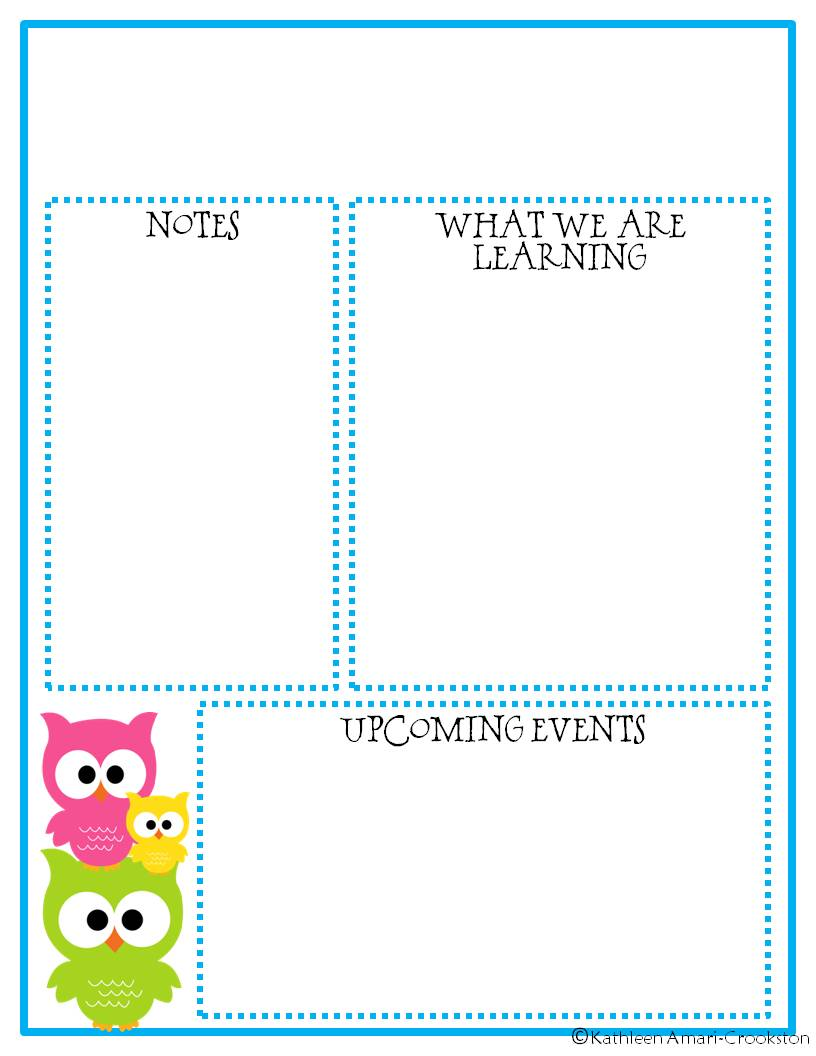 NOTES
WHAT WE ARE
LEARNING
UPCOMING EVENTS
©Kathleen Amari-Crookston